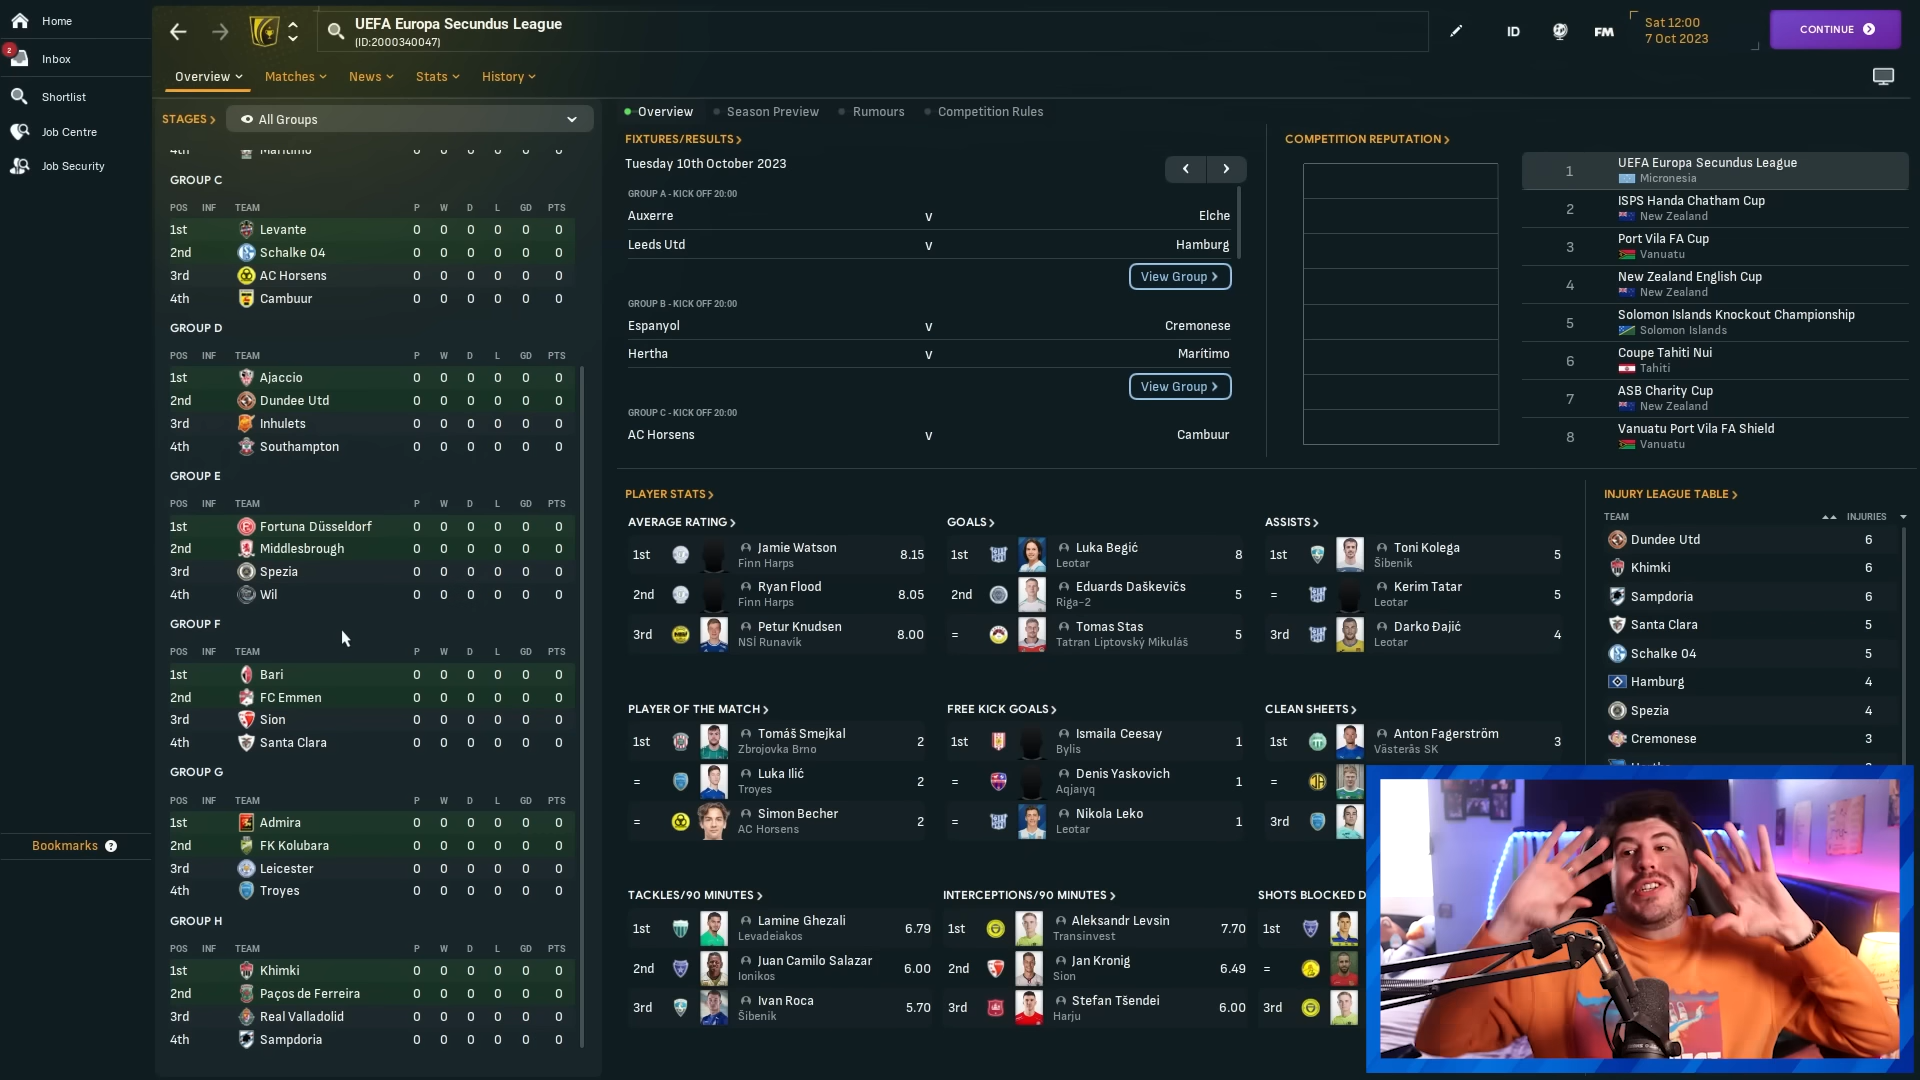 Home
2
Inbox
Shortlist
Job Centre
Job Security
Bookmarks ?
UEFA Europa Secundus League
(ID:2000340047)
ID
FM
Sat 12:00
7 Oct 2023
CONTINUE
Overview
Matches
News
Stats
History
STAGES
All Groups
4th Marítimo 0 0 0 0 0 0
GROUP C
POS INF TEAM P W D L GD PTS
1st Levante 0 0 0 0 0 0
2nd Schalke 04 0 0 0 0 0 0
3rd AC Horsens 0 0 0 0 0 0
4th Cambuur 0 0 0 0 0 0
GROUP D
POS INF TEAM P W D L GD PTS
1st Ajaccio 0 0 0 0 0 0
2nd Dundee Utd 0 0 0 0 0 0
3rd Inhulets 0 0 0 0 0 0
4th Southampton 0 0 0 0 0 0
GROUP E
POS INF TEAM P W D L GD PTS
1st Fortuna Düsseldorf 0 0 0 0 0 0
2nd Middlesbrough 0 0 0 0 0 0
3rd Spezia 0 0 0 0 0 0
4th Wil 0 0 0 0 0 0
GROUP F
POS INF TEAM P W D L GD PTS
1st Bari 0 0 0 0 0 0
2nd FC Emmen 0 0 0 0 0 0
3rd Sion 0 0 0 0 0 0
4th Santa Clara 0 0 0 0 0 0
GROUP G
POS INF TEAM P W D L GD PTS
1st Admira 0 0 0 0 0 0
2nd FK Kolubara 0 0 0 0 0 0
3rd Leicester 0 0 0 0 0 0
4th Troyes 0 0 0 0 0 0
GROUP H
POS INF TEAM P W D L GD PTS
1st Khimki 0 0 0 0 0 0
2nd Paços de Ferreira 0 0 0 0 0 0
3rd Real Valladolid 0 0 0 0 0 0
4th Sampdoria 0 0 0 0 0 0
Overview
Season Preview
Rumours
Competition Rules
FIXTURES/RESULTS
Tuesday 10th October 2023
GROUP A - KICK OFF 20:00
Auxerre v Elche
Leeds Utd v Hamburg
View Group
GROUP B - KICK OFF 20:00
Espanyol v Cremonese
Hertha v Marítimo
View Group
GROUP C - KICK OFF 20:00
AC Horsens v Cambuur
COMPETITION REPUTATION
1 UEFA Europa Secundus League
Micronesia
2 ISPS Handa Chatham Cup
New Zealand
3 Port Vila FA Cup
Vanuatu
4 New Zealand English Cup
New Zealand
5 Solomon Islands Knockout Championship
Solomon Islands
6 Coupe Tahiti Nui
Tahiti
7 ASB Charity Cup
New Zealand
8 Vanuatu Port Vila FA Shield
Vanuatu
PLAYER STATS
AVERAGE RATING
1st Jamie Watson 8.15
Finn Harps
2nd Ryan Flood 8.05
Finn Harps
3rd Petur Knudsen 8.00
NSÍ Runavík
GOALS
1st Luka Begić 8
Leotar
2nd Eduards Daškevičs 5
Riga-2
= Tomas Stas 5
Tatran Liptovský Mikuláš
ASSISTS
1st Toni Kolega 5
Šibenik
= Kerim Tatar 5
Leotar
3rd Darko Đajić 4
Leotar
PLAYER OF THE MATCH
1st Tomáš Smejkal 2
Zbrojovka Brno
= Luka Ilić 2
Troyes
= Simon Becher 2
AC Horsens
FREE KICK GOALS
1st Ismaila Ceesay 1
Bylis
= Denis Yaskovich 1
Aqjaıyq
= Nikola Leko 1
Leotar
CLEAN SHEETS
1st Anton Fagerström 3
Västerås SK
=
3rd
TACKLES/90 MINUTES
1st Lamine Ghezali 6.79
Levadeiakos
2nd Juan Camilo Salazar 6.00
Ionikos
3rd Ivan Roca 5.70
Šibenik
INTERCEPTIONS/90 MINUTES
1st Aleksandr Levsin 7.70
Transinvest
2nd Jan Kronig 6.49
Sion
3rd Stefan Tšendei 6.00
Harju
SHOTS BLOCKED
1st
=
3rd
INJURY LEAGUE TABLE
TEAM INJURIES
Dundee Utd 6
Khimki 6
Sampdoria 6
Santa Clara 5
Schalke 04 5
Hamburg 4
Spezia 4
Cremonese 3